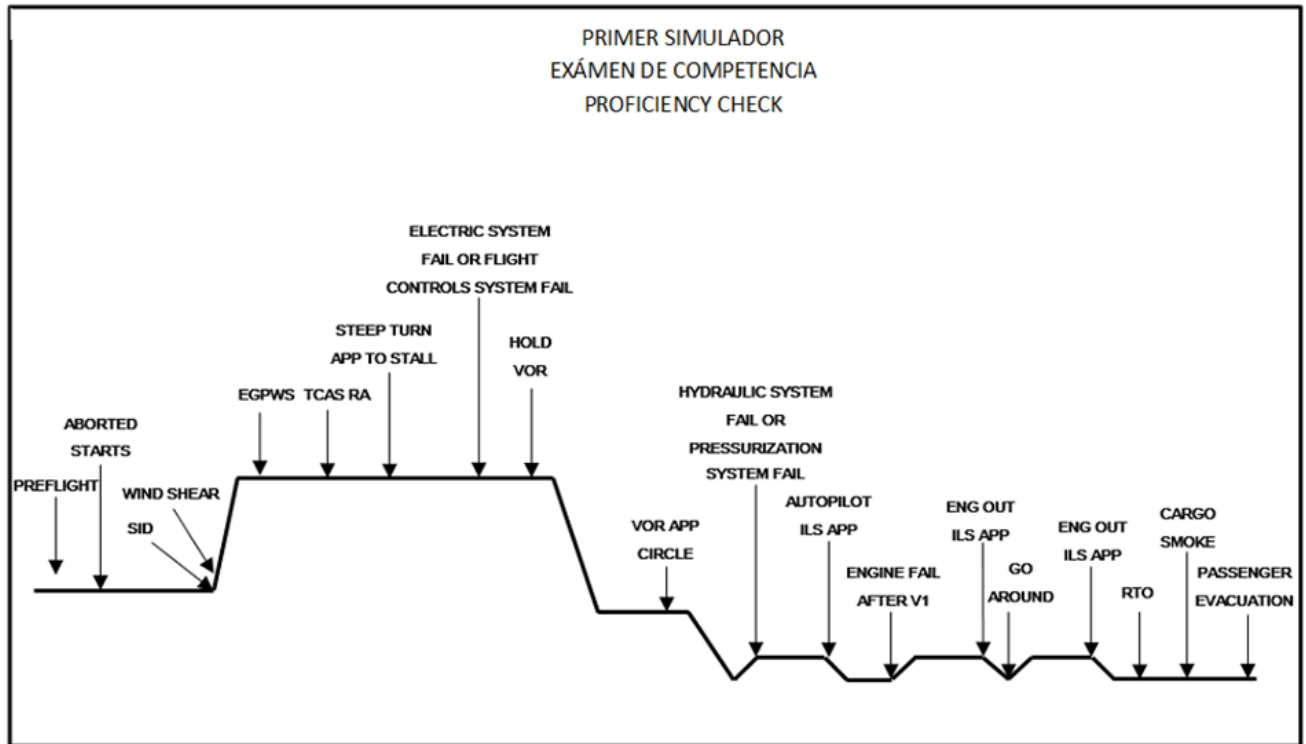 PRIMER SIMULADOR
EXÁMEN DE COMPETENCIA
PROFICIENCY CHECK
PREFLIGHT
ABORTED
STARTS
WIND SHEAR
SID
EGPWS
TCAS RA
STEEP TURN
APP TO STALL
ELECTRIC SYSTEM
FAIL OR FLIGHT
CONTROLS SYSTEM FAIL
HOLD
VOR
VOR APP
CIRCLE
HYDRAULIC SYSTEM
FAIL OR
PRESSURIZATION
SYSTEM FAIL
AUTOPILOT
ILS APP
ENGINE FAIL
AFTER V1
ENG OUT
ILS APP
GO
AROUND
ENG OUT
ILS APP
RTO
CARGO
SMOKE
PASSENGER
EVACUATION